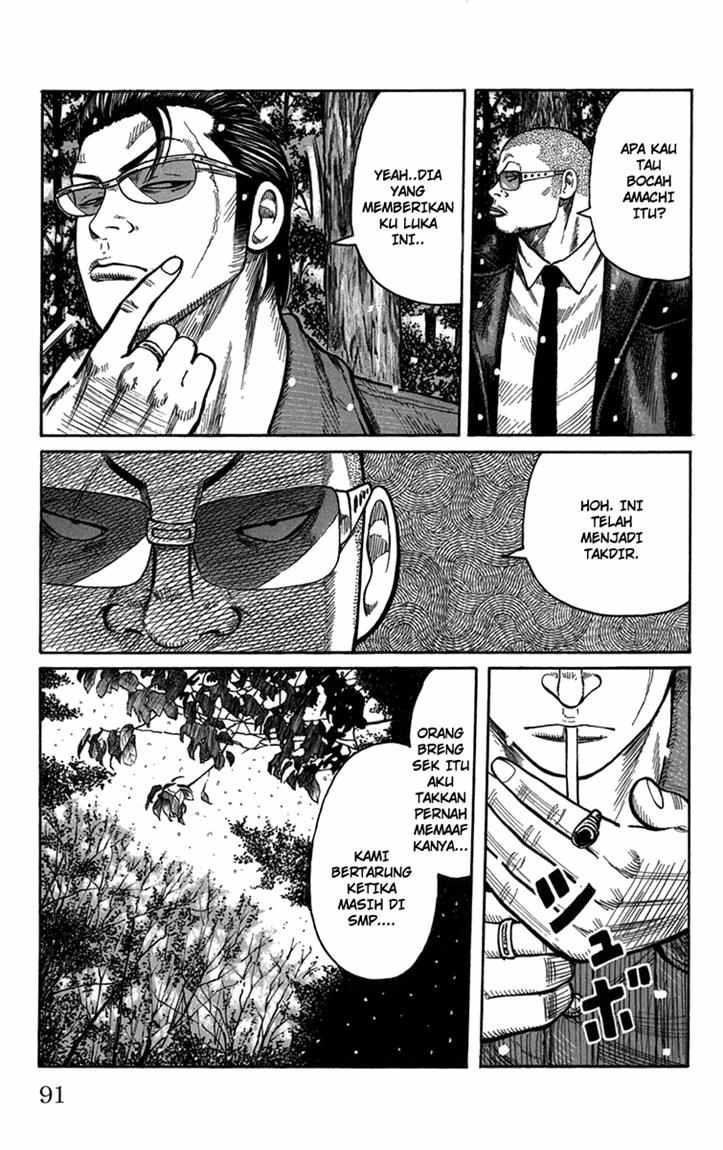 APA KAU
TAU
BOCAH
AMACHI
ITU?
YEAH..DIA
YANG
MEMBERIKAN
KU LUKA
INI..
HOH. INI
TELAH
MENJADI
TAKDIR.
シュボ
ORANG
BRENG
SEK ITU
AKU
TAKKAN
PERNAH
MEMAAF
KANYA...
KAMI
BERTARUNG
KETIKA
MASIH DI
SMP....
91